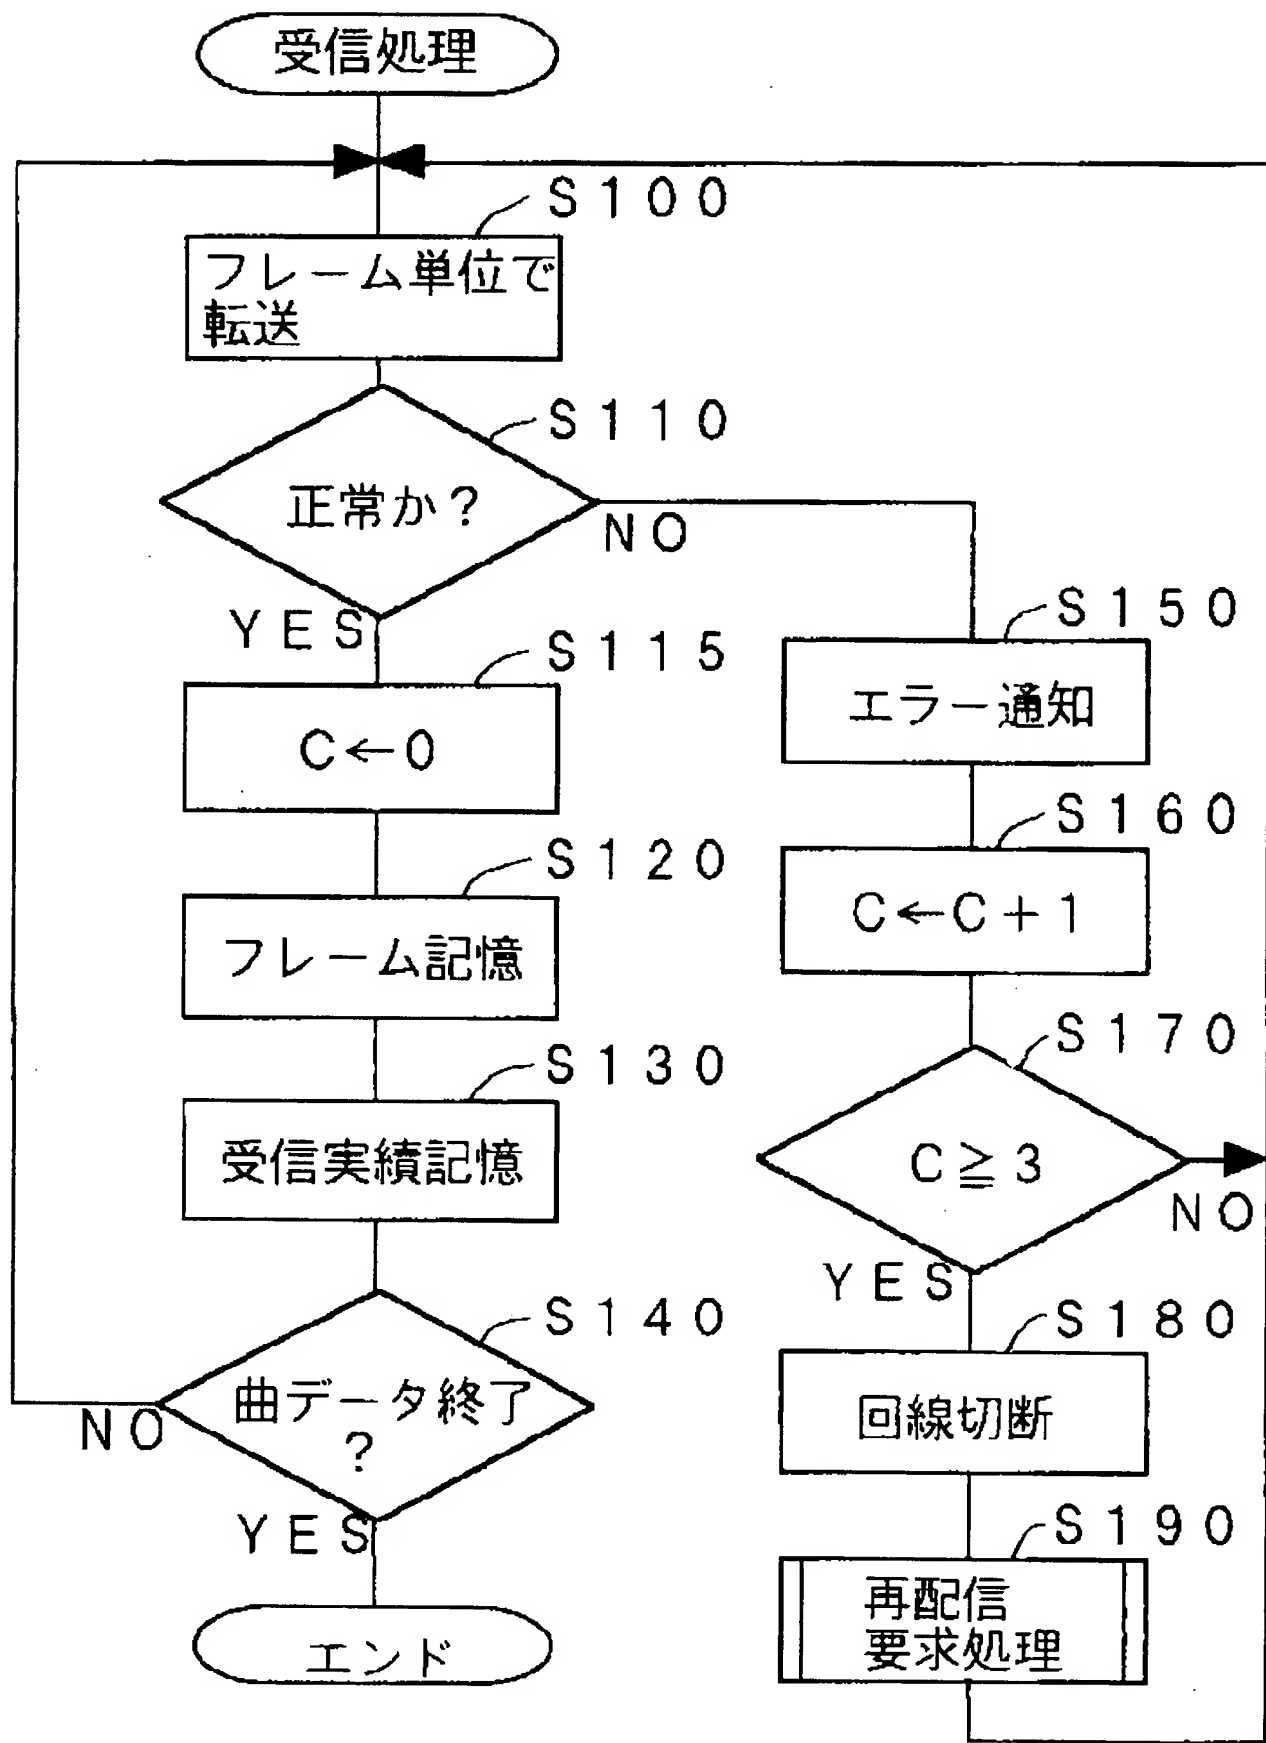 受信処理
S100
フレーム単位で
転送
S110
正常か?
NO
YES
S115
C←0
S120
フレーム記憶
S130
受信実績記憶
S140
曲データ終了
?
NO
YES
エンド
S150
エラー通知
S160
C←C+1
S170
C≧3
NO
YES
S180
回線切断
S190
再配信
要求処理